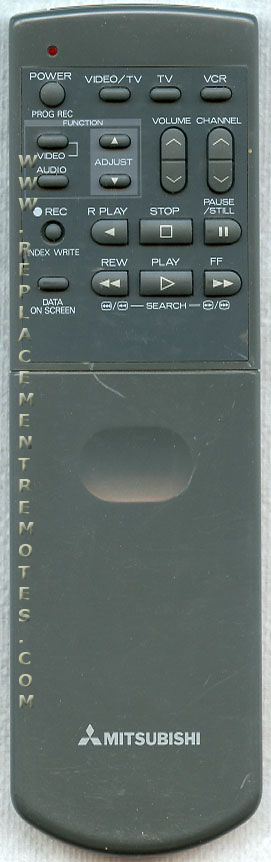 POWER VIDEO/TV TV VCR
PROG REC
FUNCTION
VOLUME CHANNEL
VIDEO
ADJUST
AUDIO
PAUSE
/STILL
REC R PLAY STOP
INDEX WRITE
REW PLAY FF
DATA
ON SCREEN
SEARCH
MITSUBISHI
WWW.REPLACEMENTREMOTES.COM